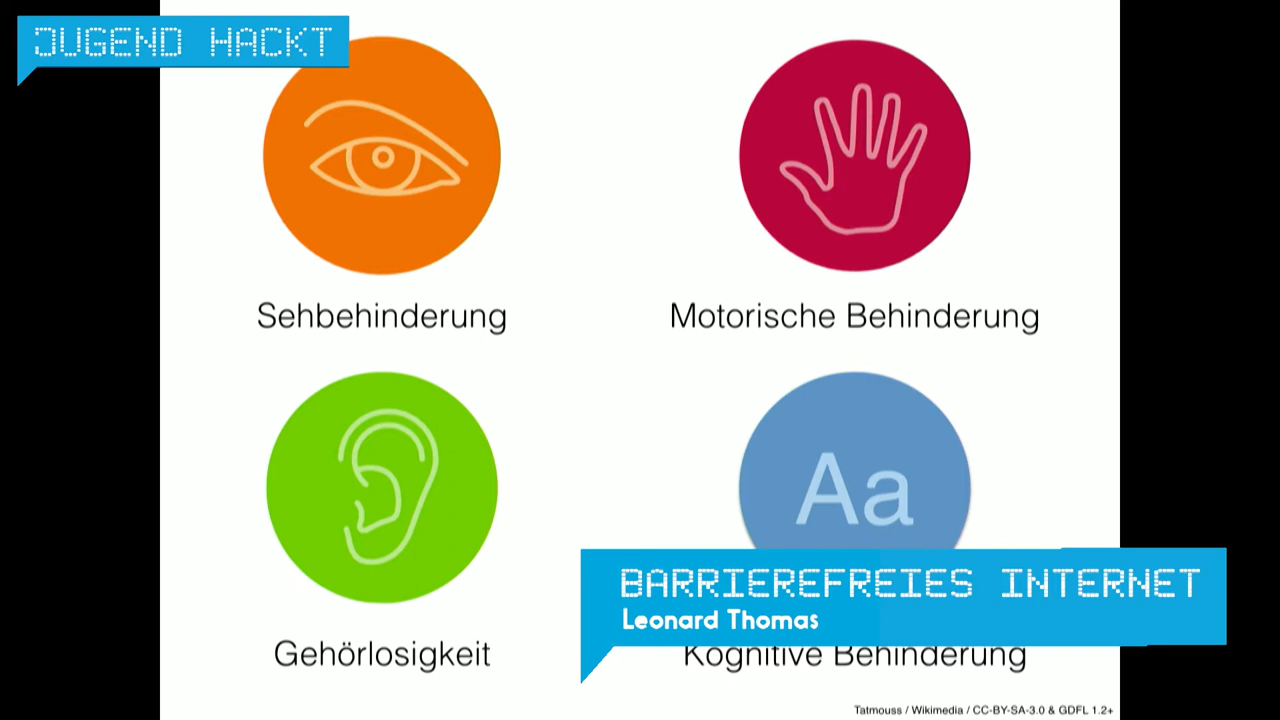 JUGEND HACKT
Sehbehinderung
Motorische Behinderung
Aa
BARRIEREFREIES INTERNET
Leonard Thomas
Gehörlosigkeit
Kognitive Behinderung
Tatmouss / Wikimedia / CC-BY-SA-3.0 & GDFL 1.2+